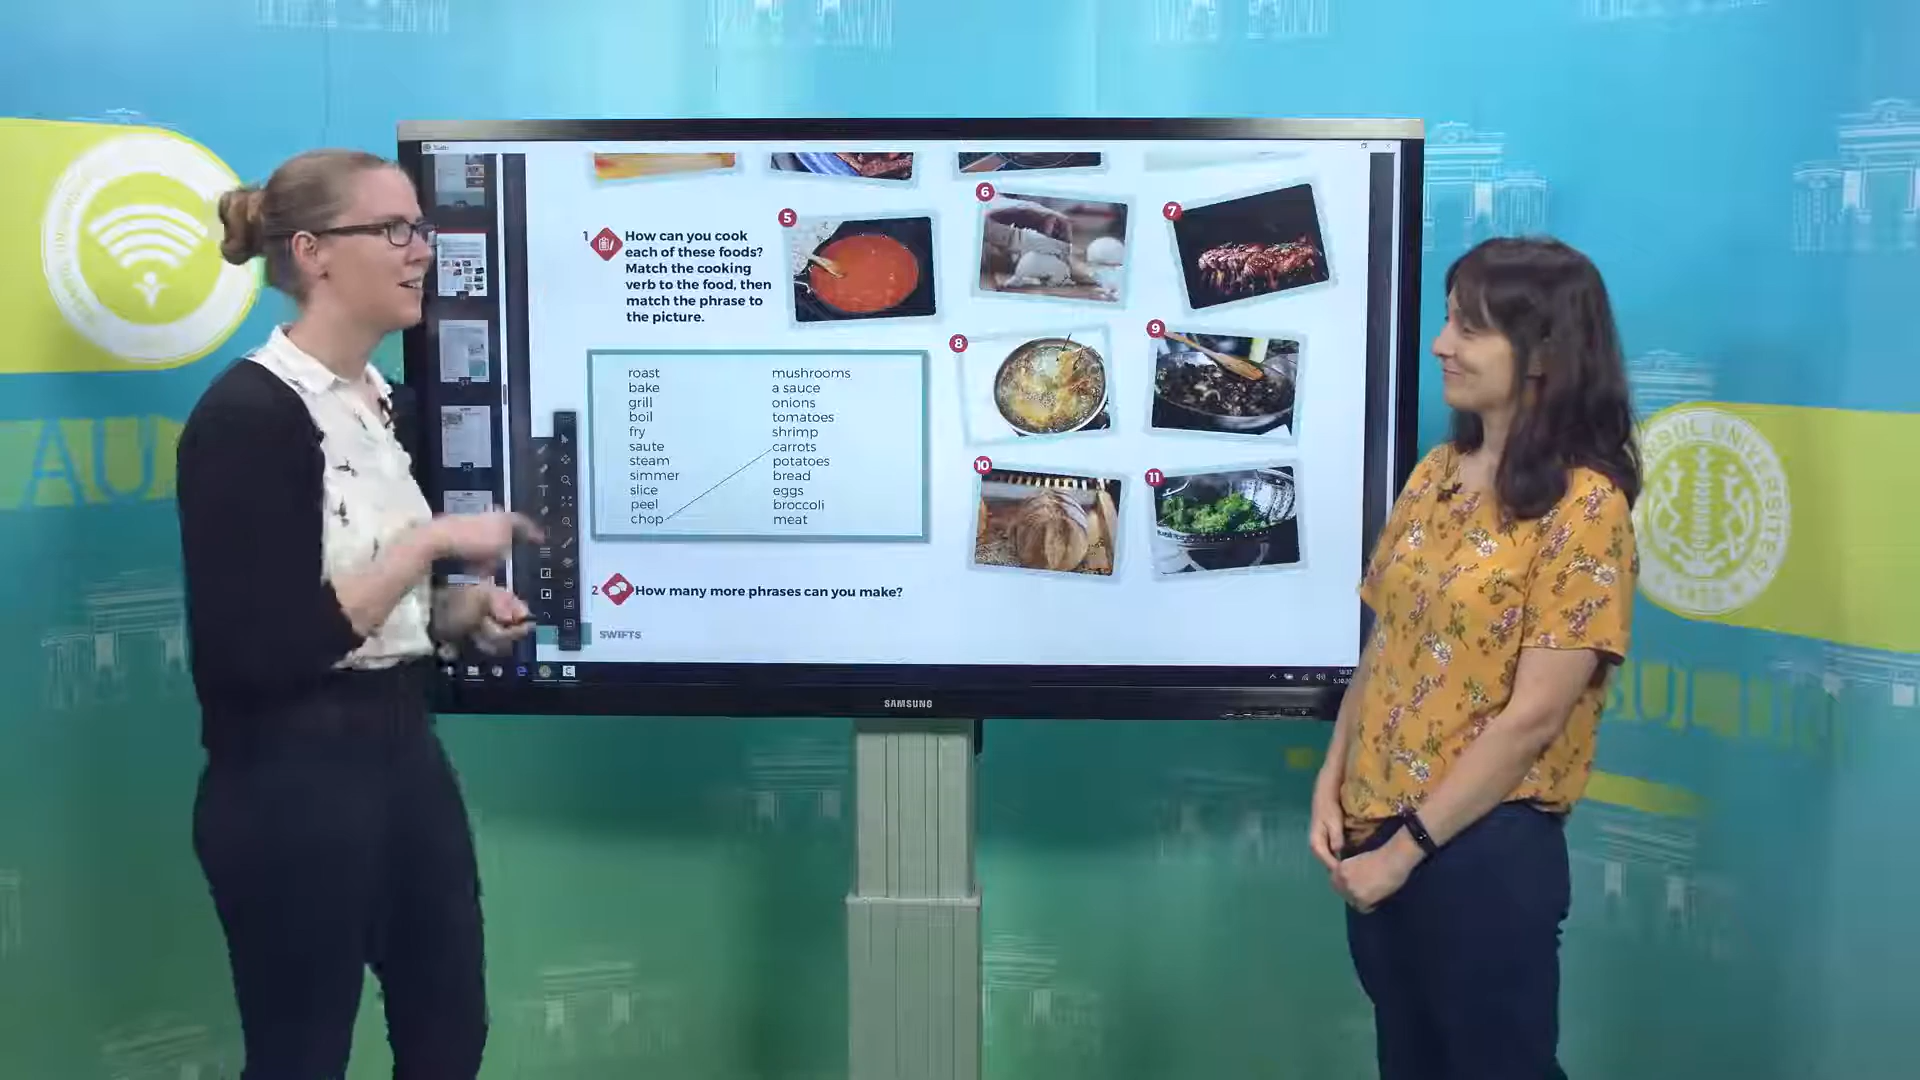 5
6
7
1
How can you cook
each of these foods?
Match the cooking
verb to the food, then
match the phrase to
the picture.
8
9
roast mushrooms
bake a sauce
grill onions
boil tomatoes
fry shrimp
saute carrots
steam potatoes
simmer bread
slice eggs
peel broccoli
chop meat
10
11
2 How many more phrases can you make?
SWIFTS
SAMSUNG
AU